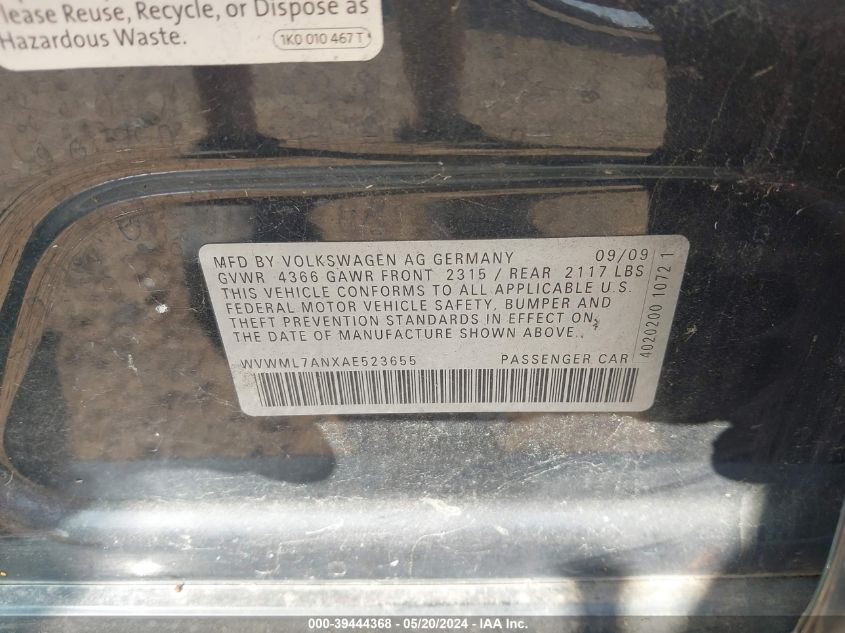 lease Reuse, Recycle, or Dispose as
Hazardous Waste.
1K0 010 467 T
MFD BY VOLKSWAGEN AG GERMANY 09/09
GVWR 4366 GAWR FRONT 2315 / REAR 2117 LBS
THIS VEHICLE CONFORMS TO ALL APPLICABLE U.S.
FEDERAL MOTOR VEHICLE SAFETY, BUMPER AND
THEFT PREVENTION STANDARDS IN EFFECT ON
THE DATE OF MANUFACTURE SHOWN ABOVE.
WVWML7ANXAE523655 PASSENGER CAR
4020200 1072 1
000-39444368 - 05/20/2024 - IAA Inc.